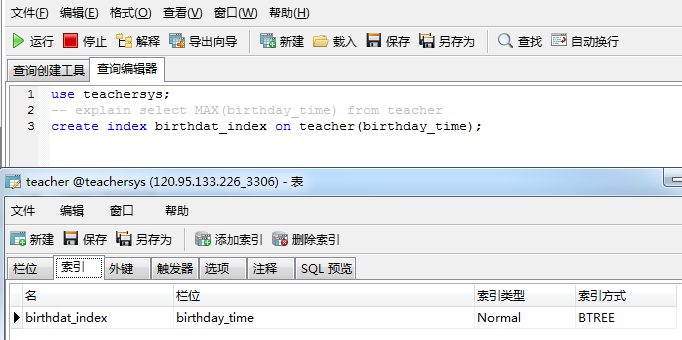 文件(F) 编辑(E) 格式(O) 查看(V) 窗口(W) 帮助(H)
运行 停止 解释 导出向导 新建 载入 保存 另存为 查找 自动换行
查询创建工具 查询编辑器
1 use teachersys;
2 -- explain select MAX(birthday_time) from teacher
3 create index birthdat_index on teacher(birthday_time);
teacher @teachersys (120.95.133.226_3306) - 表
文件 编辑 窗口 帮助
新建 保存 另存为 添加索引 删除索引
栏位 索引 外键 触发器 选项 注释 SQL 预览
名 栏位 索引类型 索引方式
birthdat_index birthday_time Normal BTREE